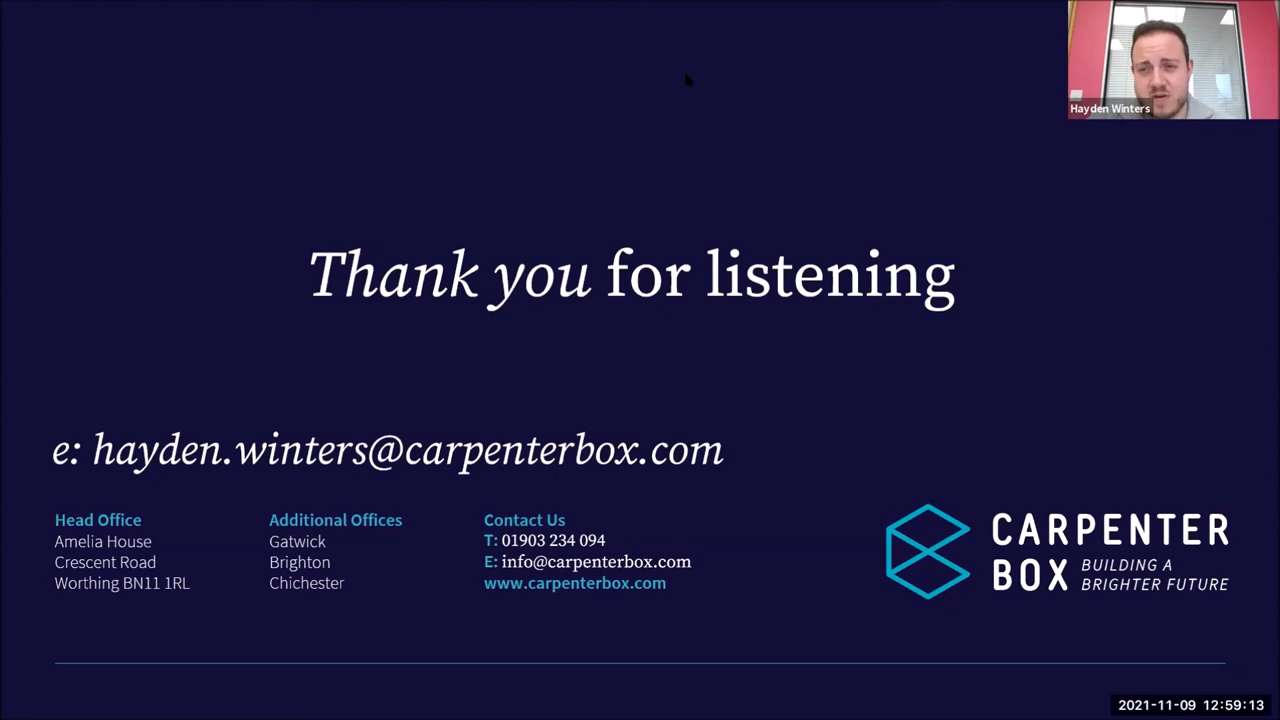 Hayden Winters
Thank you for listening
e: hayden.winters@carpenterbox.com
Head Office
Amelia House
Crescent Road
Worthing BN11 1RL
Additional Offices
Gatwick
Brighton
Chichester
Contact Us
T: 01903 234 094
E: info@carpenterbox.com
www.carpenterbox.com
CARPENTER
BOX BUILDING A
BRIGHTER FUTURE
2021-11-09 12:59:13